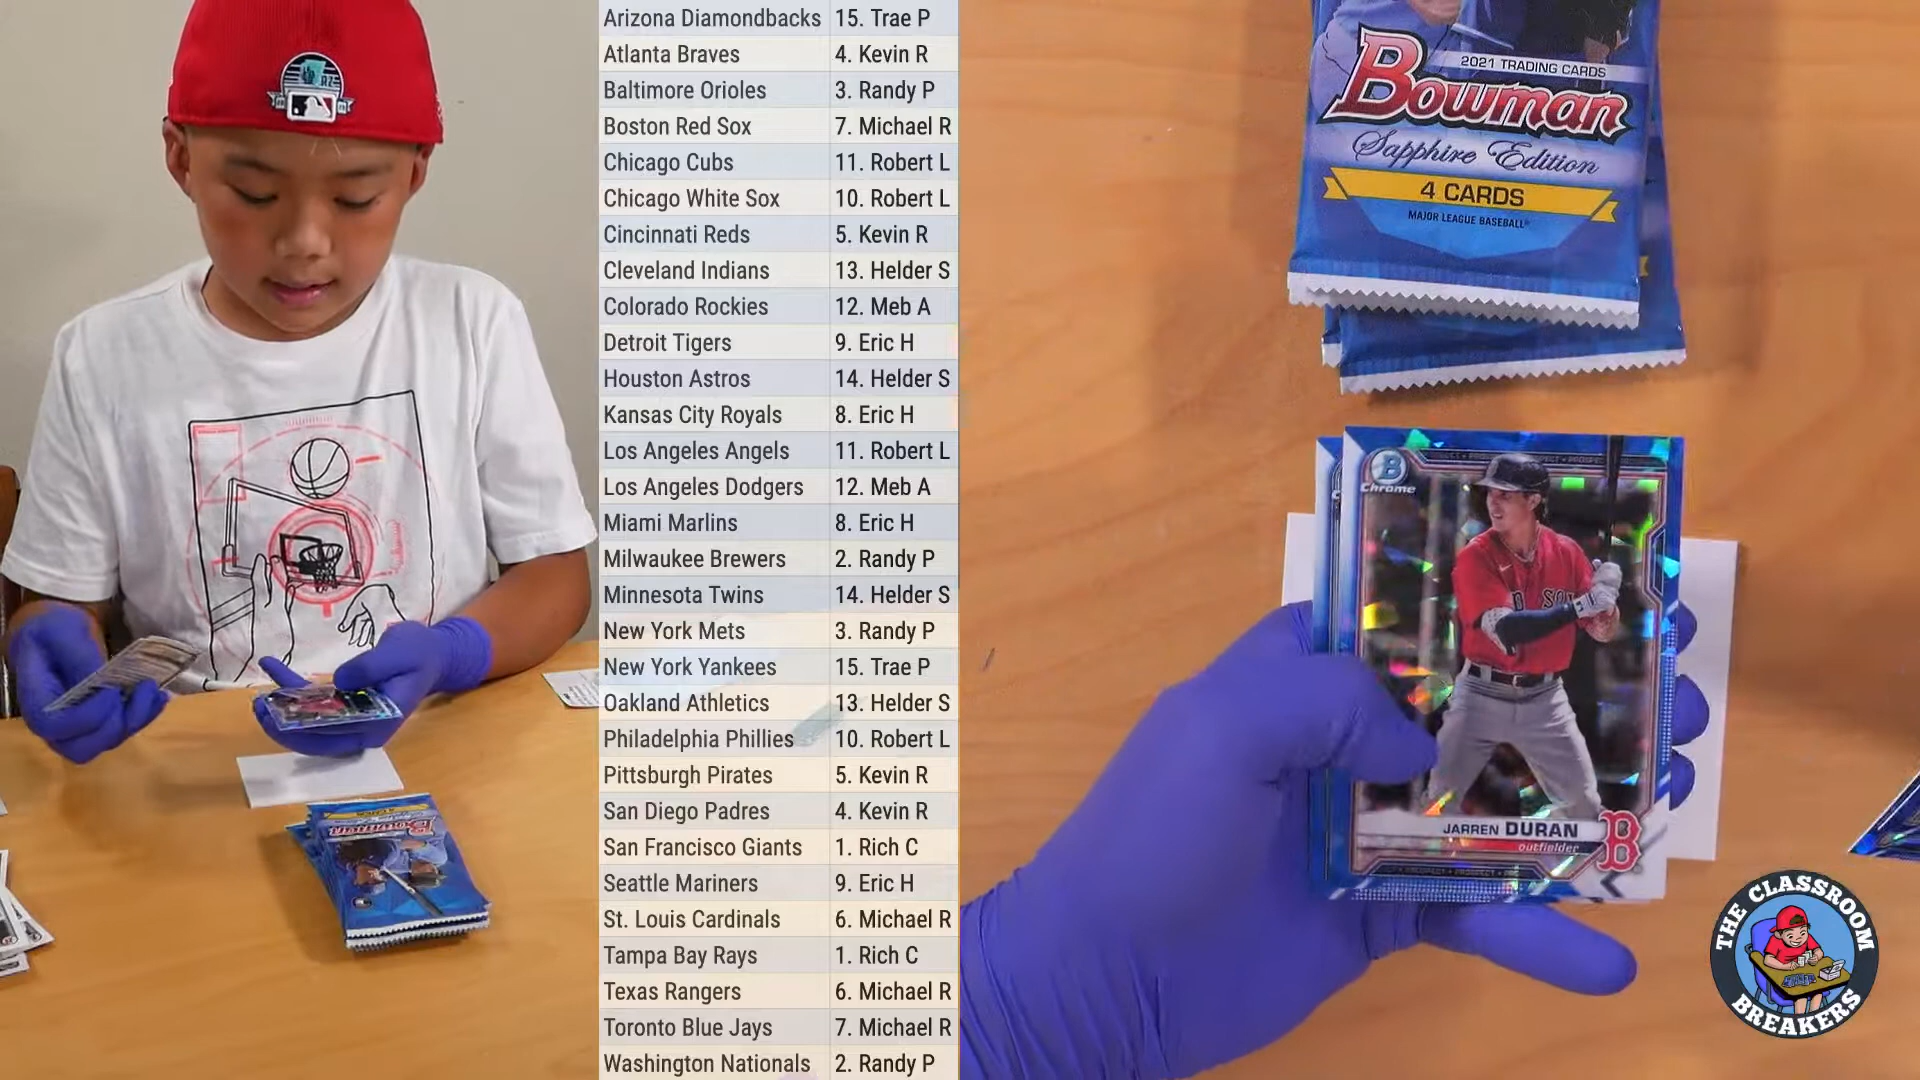 Arizona Diamondbacks 15. Trae P
Atlanta Braves 4. Kevin R
Baltimore Orioles 3. Randy P
Boston Red Sox 7. Michael R
Chicago Cubs 11. Robert L
Chicago White Sox 10. Robert L
Cincinnati Reds 5. Kevin R
Cleveland Indians 13. Helder S
Colorado Rockies 12. Meb A
Detroit Tigers 9. Eric H
Houston Astros 14. Helder S
Kansas City Royals 8. Eric H
Los Angeles Angels 11. Robert L
Los Angeles Dodgers 12. Meb A
Miami Marlins 8. Eric H
Milwaukee Brewers 2. Randy P
Minnesota Twins 14. Helder S
New York Mets 3. Randy P
New York Yankees 15. Trae P
Oakland Athletics 13. Helder S
Philadelphia Phillies 10. Robert L
Pittsburgh Pirates 5. Kevin R
San Diego Padres 4. Kevin R
San Francisco Giants 1. Rich C
Seattle Mariners 9. Eric H
St. Louis Cardinals 6. Michael R
Tampa Bay Rays 1. Rich C
Texas Rangers 6. Michael R
Toronto Blue Jays 7. Michael R
Washington Nationals 2. Randy P
2021 TRADING CARDS
Bowman
Sapphire Edition
4 CARDS
MAJOR LEAGUE BASEBALL
B
Chrome
JARREN DURAN
outfielder
B
Bowman
THE CLASSROOM
BREAKERS